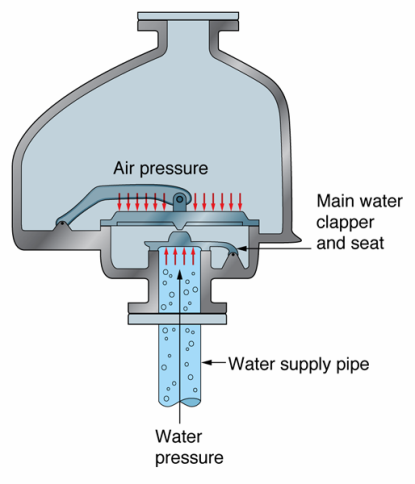 Air pressure
Main water
clapper
and seat
Water supply pipe
Water
pressure